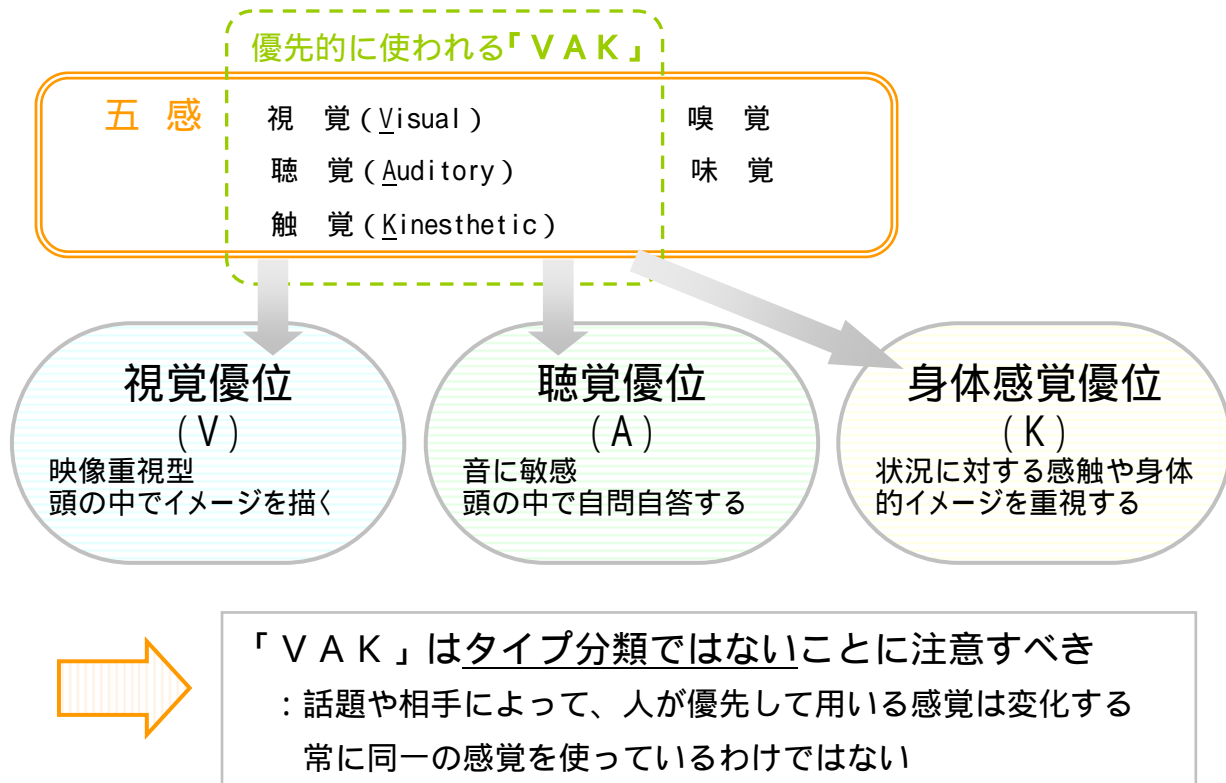 優先的に使われる「ＶＡＫ」
五 感
視 覚（Visual）
嗅 覚
聴 覚（Auditory）
味 覚
触 覚（Kinesthetic）
視覚優位
（V）
映像重視型
頭の中でイメージを描く
聴覚優位
（A）
音に敏感
頭の中で自問自答する
身体感覚優位
（K）
状況に対する感触や身体
的イメージを重視する
「ＶＡＫ」はタイプ分類ではないことに注意すべき
：話題や相手によって、人が優先して用いる感覚は変化する
常に同一の感覚を使っているわけではない